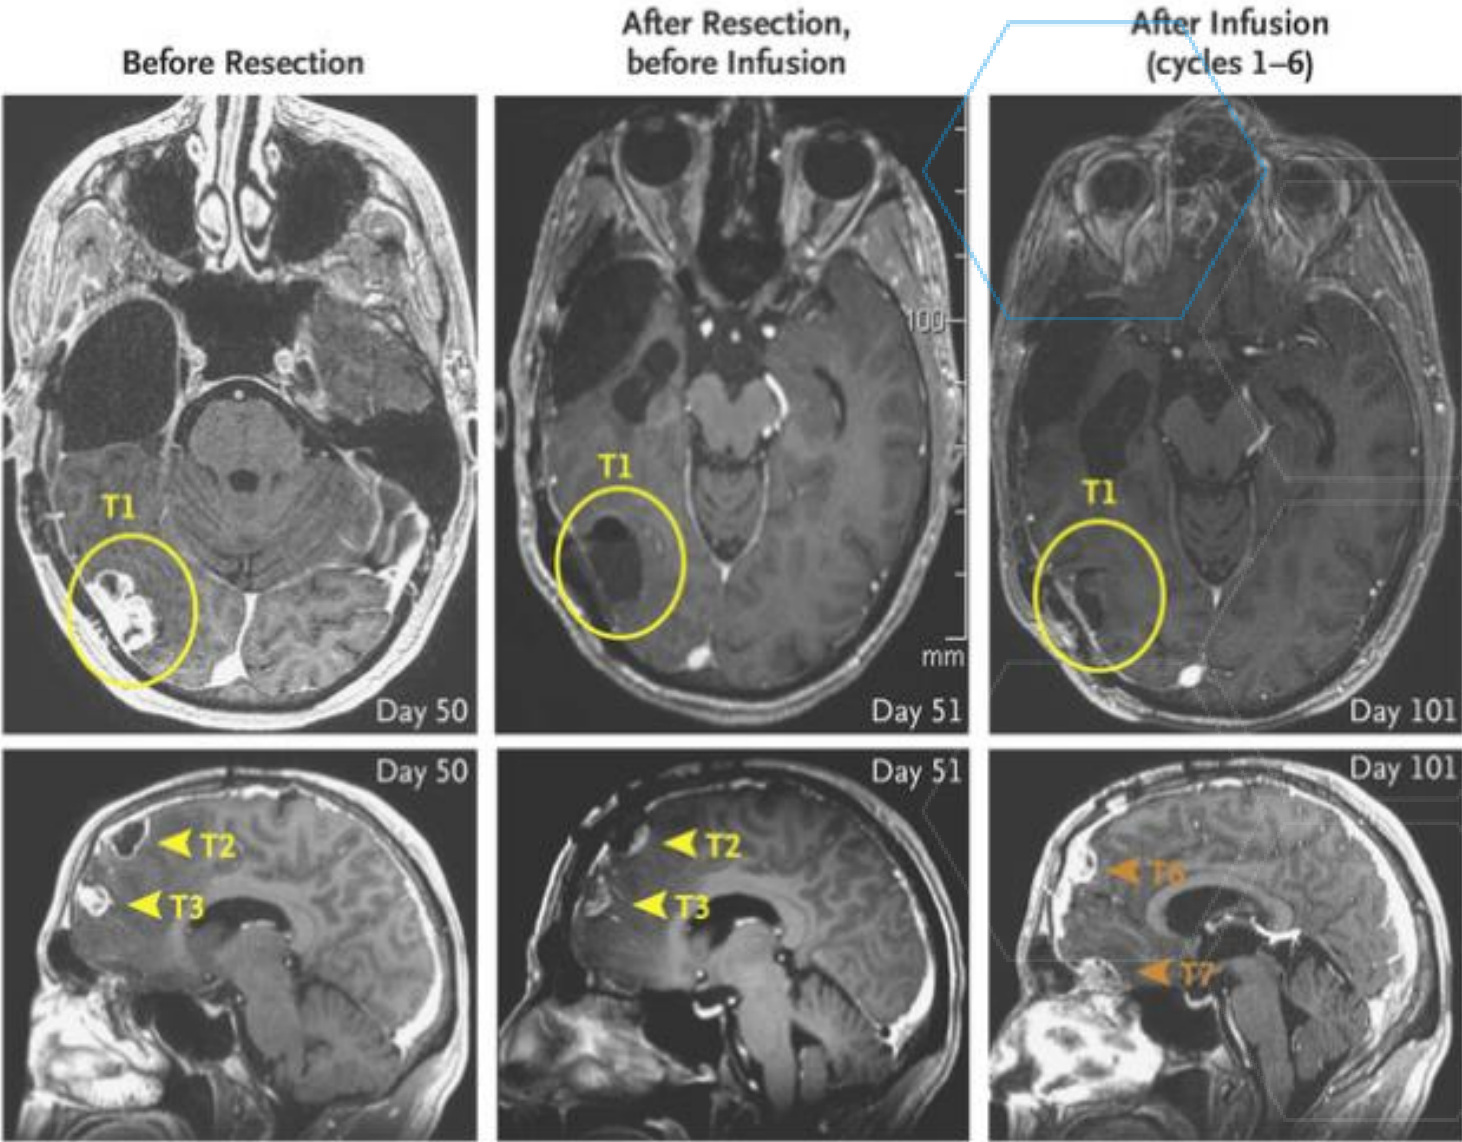 Before Resection
After Resection,
before Infusion
After Infusion
(cycles 1–6)
T1
Day 50
T1
100
mm
Day 51
T1
Day 101
Day 50
T2
T3
Day 51
T2
T3
Day 101
T6
T7